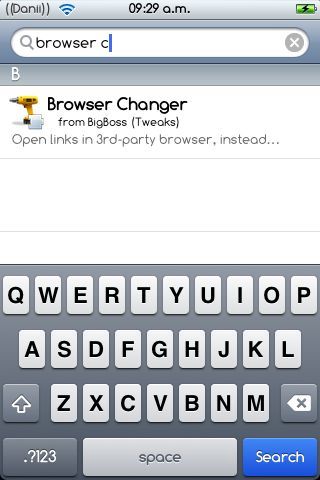 ((Danii))
09:29 a.m.
browser c
B
Browser Changer
from BigBoss (Tweaks)
Open links in 3rd-party browser, instead...
Q W E R T Y U I O P
A S D F G H J K L
Z X C V B N M
.?123 space Search